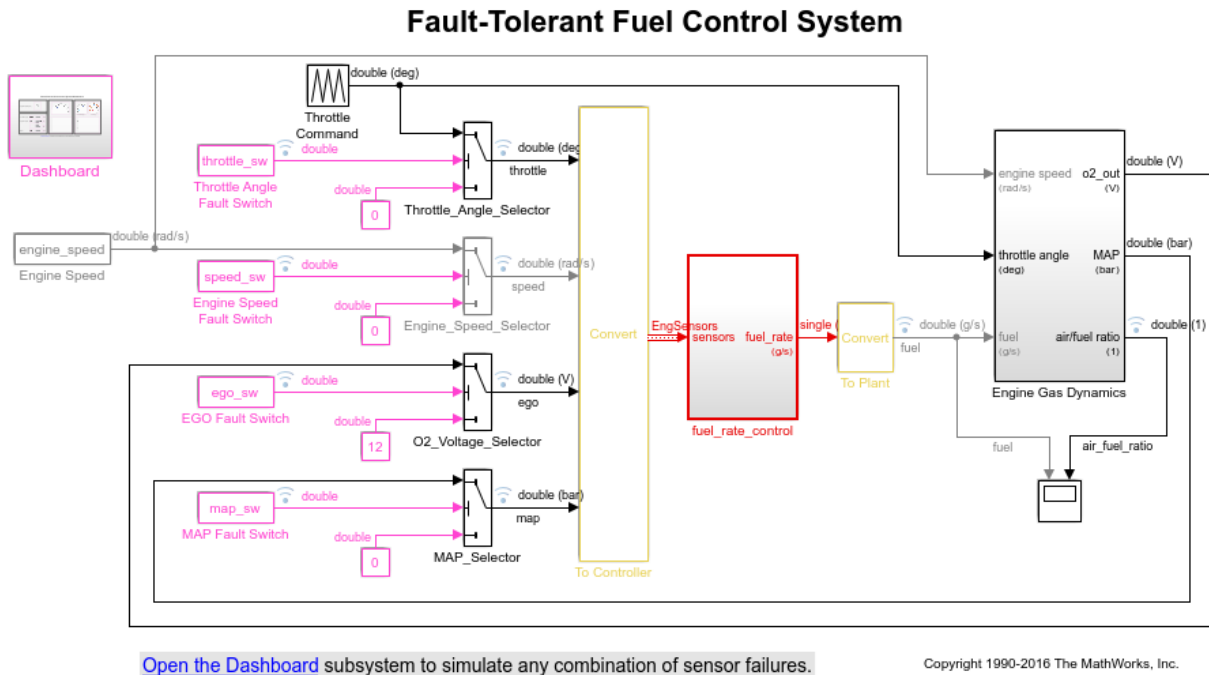 Fault-Tolerant Fuel Control System
Dashboard
double (deg)
Throttle
Command
throttle_sw
double
Throttle Angle
Fault Switch
double
0
double (deg
throttle
Throttle_Angle_Selector
engine_speed
double (rad/s)
Engine Speed
speed_sw
double
Engine Speed
Fault Switch
double
0
double (rad/s)
speed
Engine_Speed_Selector
ego_sw
double
EGO Fault Switch
double
12
double (V)
ego
O2_Voltage_Selector
map_sw
double
MAP Fault Switch
double
0
double (bar)
map
MAP_Selector
Convert
To Controller
EngSensors
sensors
fuel_rate
(g/s)
fuel_rate_control
single (
Convert
To Plant
double (g/s)
fuel
engine speed
(rad/s)
throttle angle
(deg)
fuel
(g/s)
o2_out
(V)
MAP
(bar)
air/fuel ratio
(1)
Engine Gas Dynamics
double (V)
double (bar)
double (1)
fuel
air_fuel_ratio
Open the Dashboard subsystem to simulate any combination of sensor failures.
Copyright 1990-2016 The MathWorks, Inc.